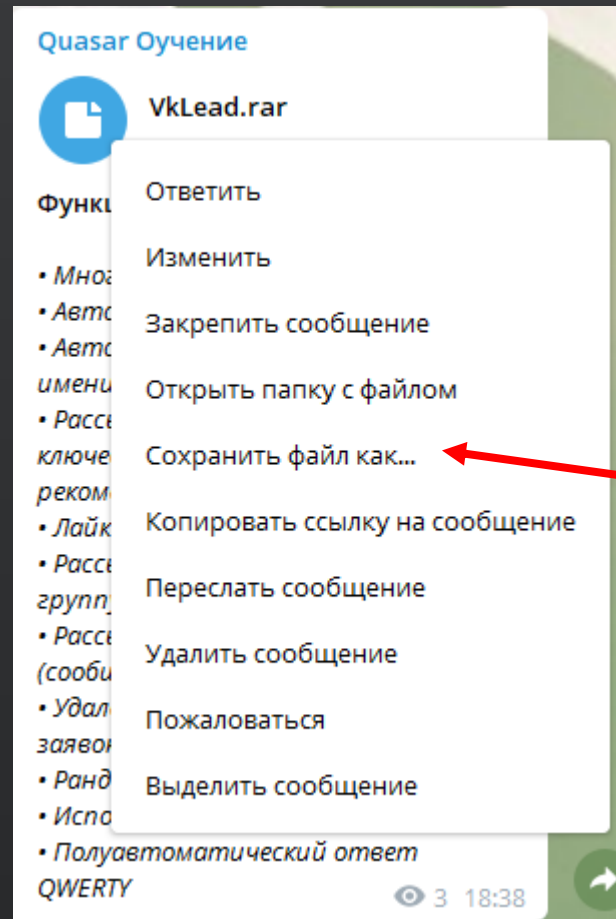 Quasar Оучение
VkLead.rar
Ответить
Изменить
Закрепить сообщение
Открыть папку с файлом
Сохранить файл как...
Копировать ссылку на сообщение
Переслать сообщение
Удалить сообщение
Пожаловаться
Выделить сообщение
• Полуавтоматический ответ
QWERTY
3 18:38